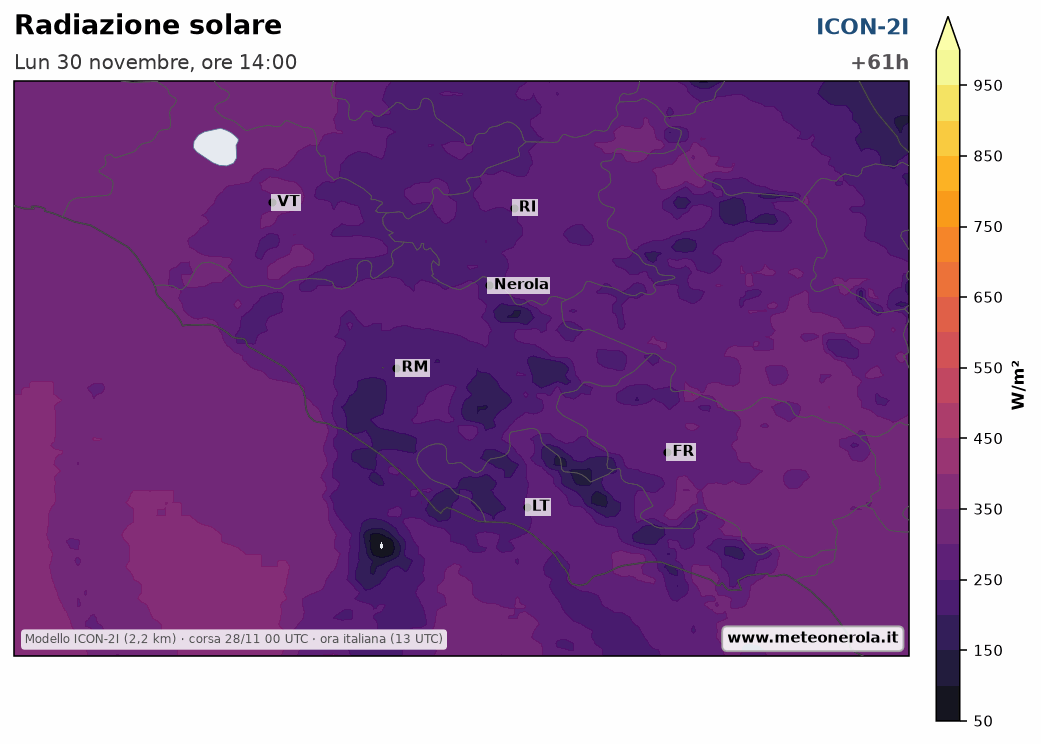 Radiazione solare
ICON-2I
Lun 30 novembre, ore 14:00
+61h
950
850
750
650
550
450
350
250
150
50
W/m²
VT
RI
Nerola
RM
FR
LT
Modello ICON-2I (2,2 km) · corsa 28/11 00 UTC · ora italiana (13 UTC)
www.meteonerola.it